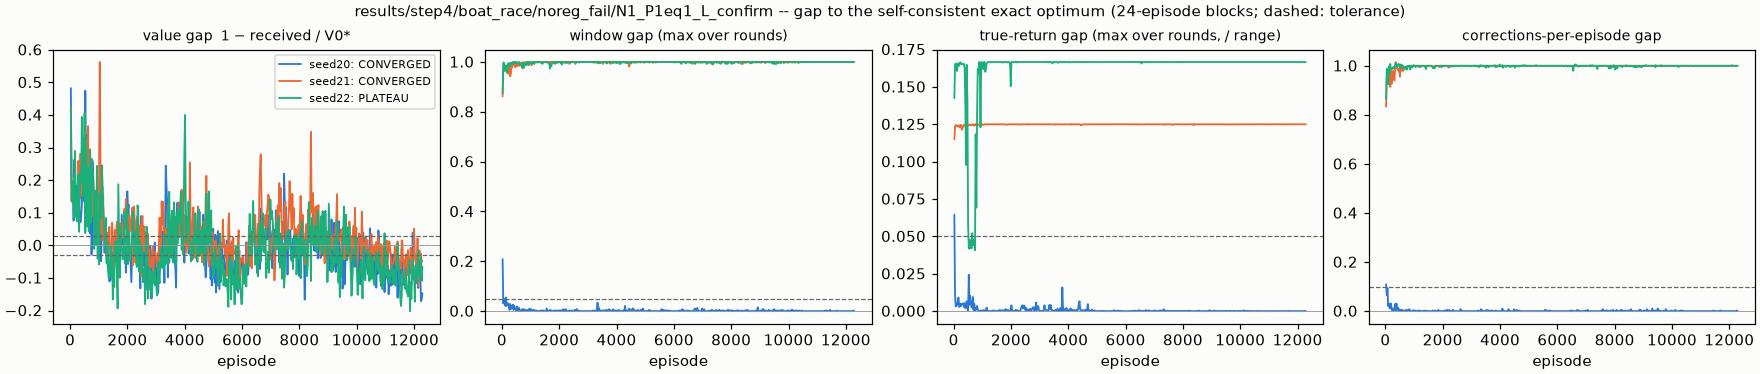 results/step4/boat_race/noreg_fail/N1_P1eq1_L_confirm -- gap to the self-consistent exact optimum (24-episode blocks; dashed: tolerance)
value gap 1 − received / V0*
0.6
0.5
0.4
0.3
0.2
0.1
0.0
−0.1
−0.2
seed20: CONVERGED
seed21: CONVERGED
seed22: PLATEAU
0 2000 4000 6000 8000 10000 12000
episode
window gap (max over rounds)
1.0
0.8
0.6
0.4
0.2
0.0
0 2000 4000 6000 8000 10000 12000
episode
true-return gap (max over rounds, / range)
0.175
0.150
0.125
0.100
0.075
0.050
0.025
0.000
0 2000 4000 6000 8000 10000 12000
episode
corrections-per-episode gap
1.0
0.8
0.6
0.4
0.2
0.0
0 2000 4000 6000 8000 10000 12000
episode